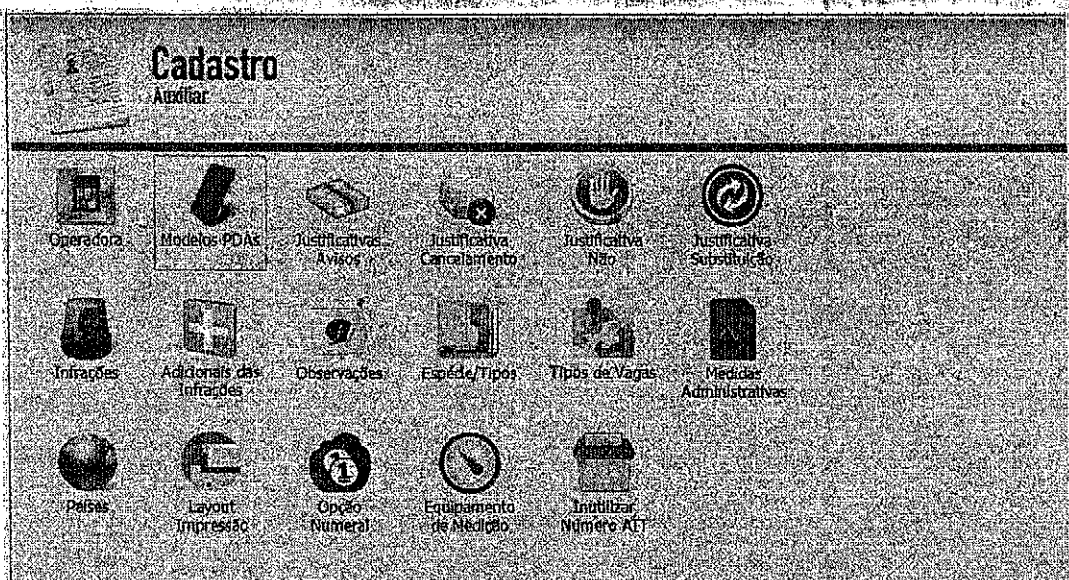 Cadastro
Auxiliar
Operadora
Modelos PDAs
Justificativas
Avisos
Justificativa
Cancelamento
Justificativa
Não
Justificativa
Substituição
Infrações
Adicionais das
Infrações
Observações
Espécie/Tipos
Tipos de Vagas
Medidas
Administrativas
Países
Layout
Impressão
Opção
Numeral
Equipamento
de Medição
Inutilizar
Número AIT